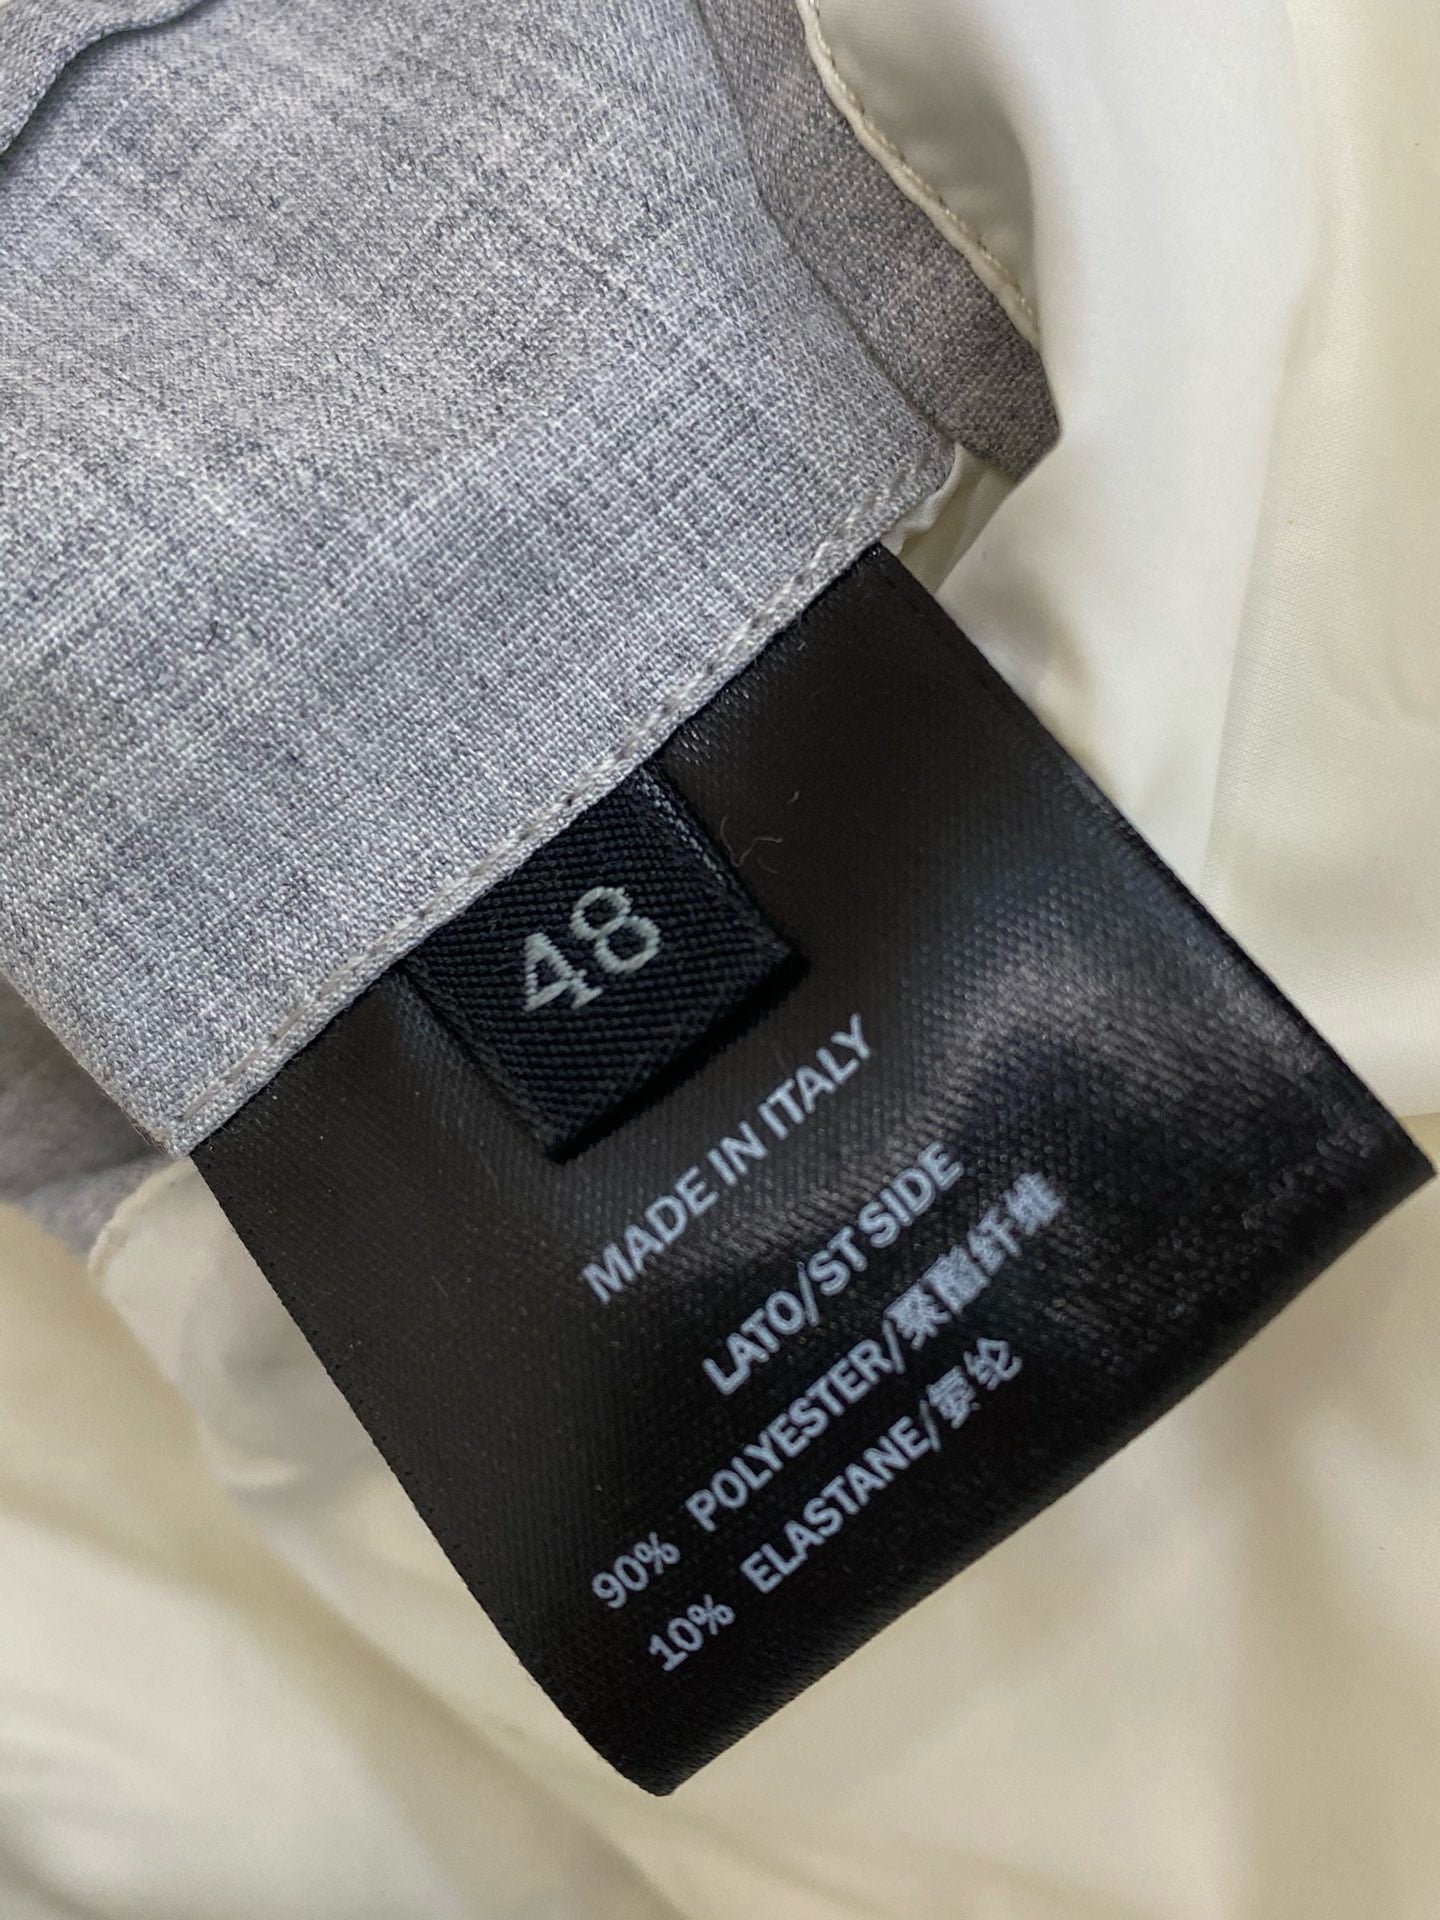 48
MADE IN ITALY
LATO/ST SIDE
90% POLYESTER/聚酯纤维
10% ELASTANE/氨纶